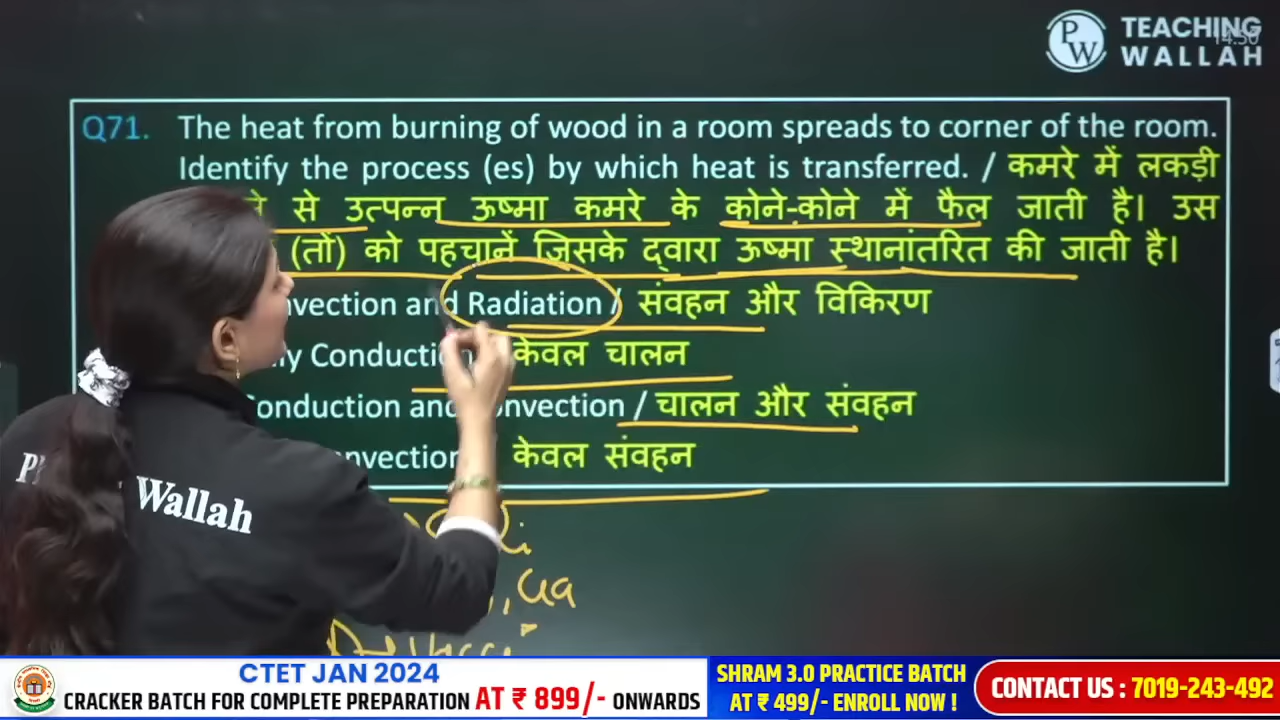 TEACHING
WALLAH
PW
Q71. The heat from burning of wood in a room spreads to corner of the room.
Identify the process (es) by which heat is transferred. / कमरे में लकड़ी
से उत्पन्न ऊष्मा कमरे के कोने-कोने में फैल जाती है। उस
(तों) को पहचानें जिसके द्वारा ऊष्मा स्थानांतरित की जाती है।
and Radiation / संवहन और विकिरण
केवल चालन
and / चालन और संवहन
केवल संवहन
Wallah
CTET JAN 2024
CRACKER BATCH FOR COMPLETE PREPARATION AT ₹ 899/- ONWARDS
SHRAM 3.0 PRACTICE BATCH
AT ₹ 499/- ENROLL NOW !
CONTACT US : 7019-243-492